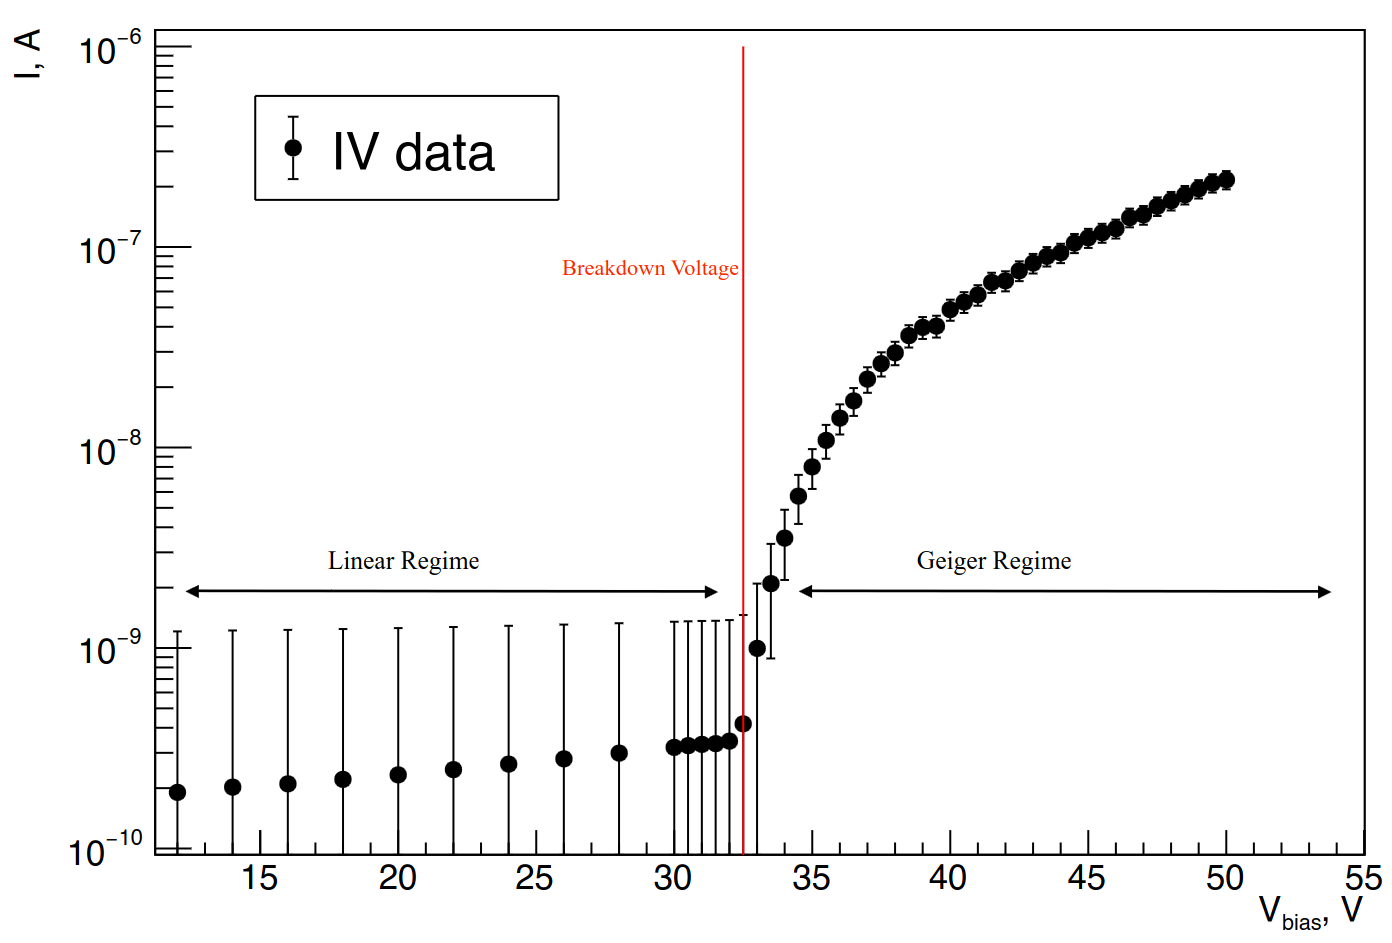 I, A
10−6
IV data
10−7
Breakdown Voltage
10−8
Linear Regime
Geiger Regime
10−9
10−10
15 20 25 30 35 40 45 50 55
Vbias, V